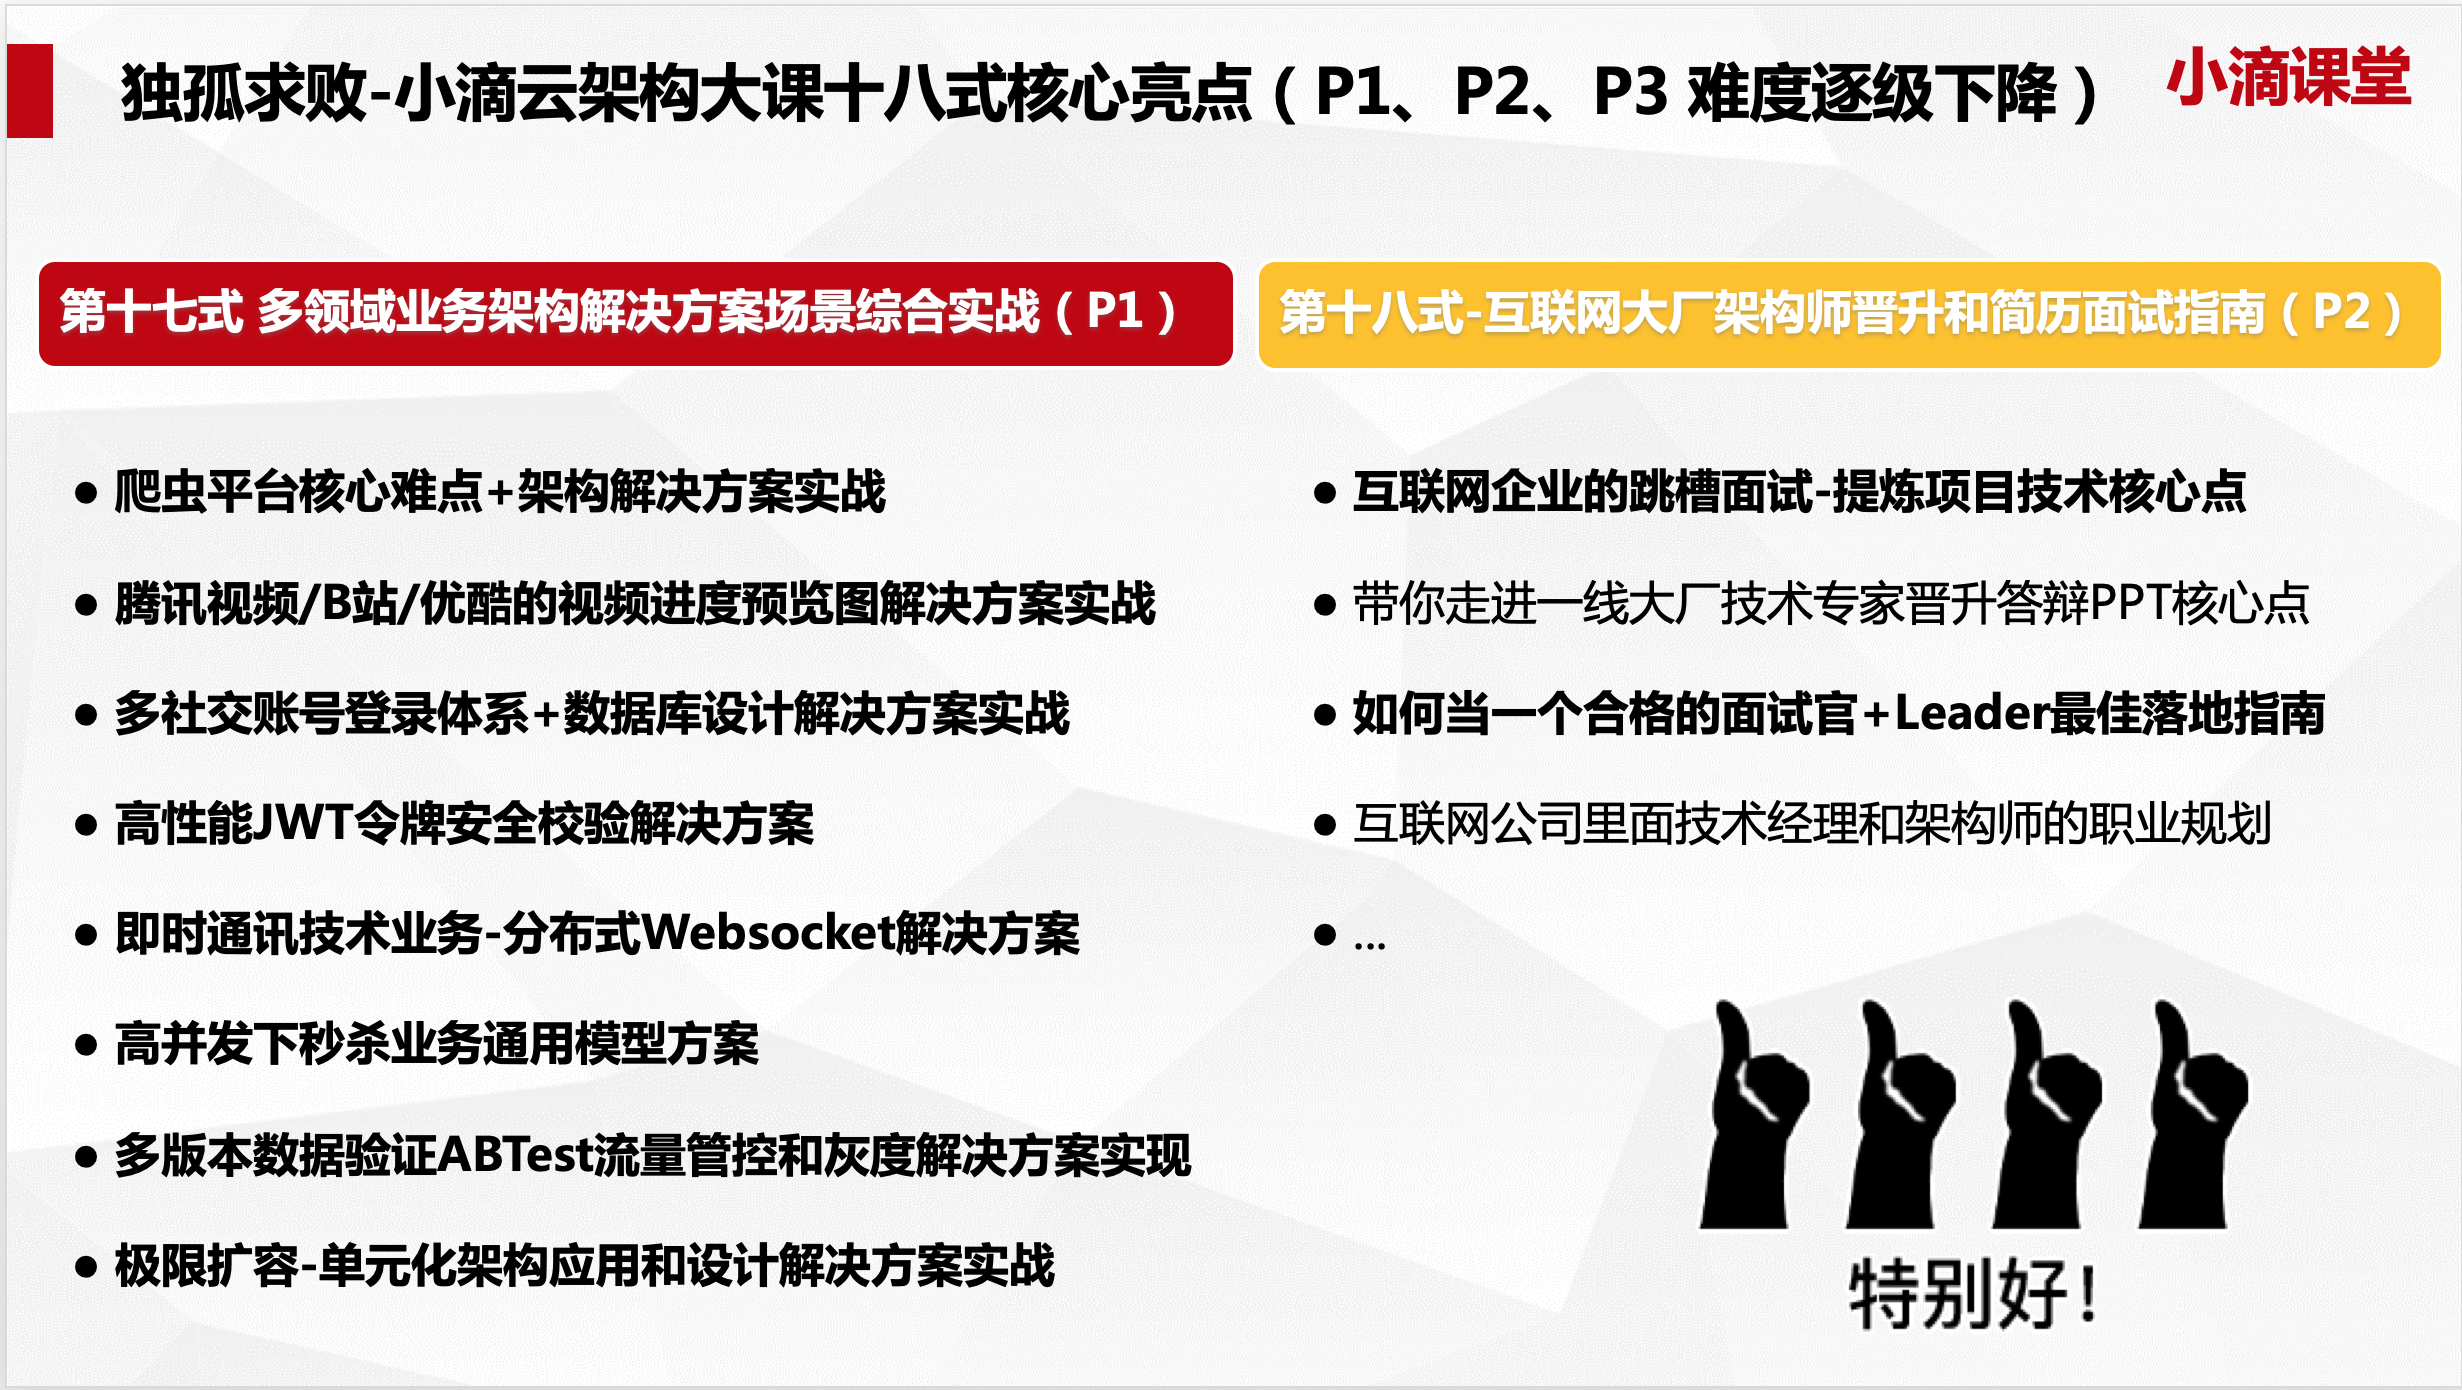 独孤求败-小滴云架构大课十八式核心亮点（P1、P2、P3 难度逐级下降）
小滴课堂
第十七式 多领域业务架构解决方案场景综合实战（P1）
爬虫平台核心难点+架构解决方案实战
腾讯视频/B站/优酷的视频进度预览图解决方案实战
多社交账号登录体系+数据库设计解决方案实战
高性能JWT令牌安全校验解决方案
即时通讯技术业务-分布式Websocket解决方案
高并发下秒杀业务通用模型方案
多版本数据验证ABTest流量管控和灰度解决方案实现
极限扩容-单元化架构应用和设计解决方案实战
第十八式-互联网大厂架构师晋升和简历面试指南（P2）
互联网企业的跳槽面试-提炼项目技术核心点
带你走进一线大厂技术专家晋升答辩PPT核心点
如何当一个合格的面试官+Leader最佳落地指南
互联网公司里面技术经理和架构师的职业规划
...
特别好!